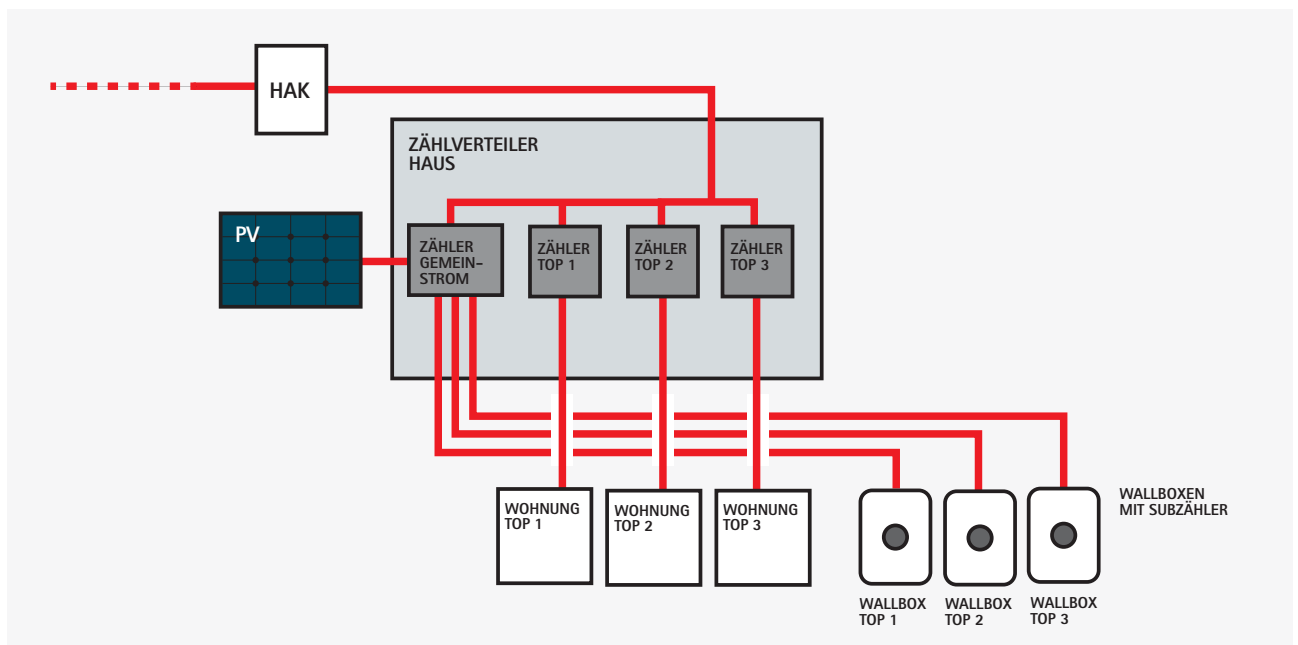 HAK
ZÄHLVERTEILER
HAUS
PV
ZÄHLER
GEMEIN-
STROM
ZÄHLER
TOP 1
ZÄHLER
TOP 2
ZÄHLER
TOP 3
WOHNUNG
TOP 1
WOHNUNG
TOP 2
WOHNUNG
TOP 3
WALLBOXEN
MIT SUBZÄHLER
WALLBOX
TOP 1
WALLBOX
TOP 2
WALLBOX
TOP 3